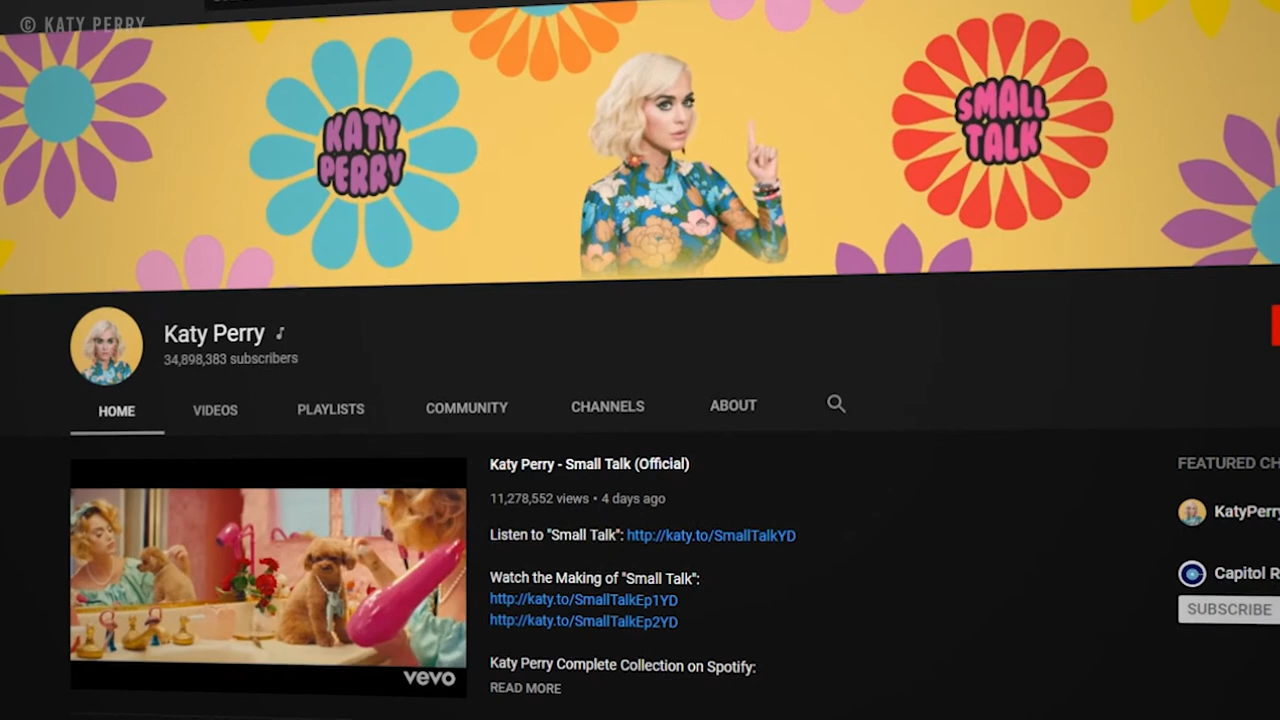 © KATY PERRY
KATY
PERRY
SMALL
TALK
Katy Perry
34,898,383 subscribers
HOME VIDEOS PLAYLISTS COMMUNITY CHANNELS ABOUT
Katy Perry - Small Talk (Official)
11,278,552 views • 4 days ago
Listen to "Small Talk": http://katy.to/SmallTalkYD
Watch the Making of "Small Talk":
http://katy.to/SmallTalkEp1YD
http://katy.to/SmallTalkEp2YD
Katy Perry Complete Collection on Spotify:
READ MORE
vevo
FEATURED CH
KatyPerry
Capitol R
SUBSCRIBE